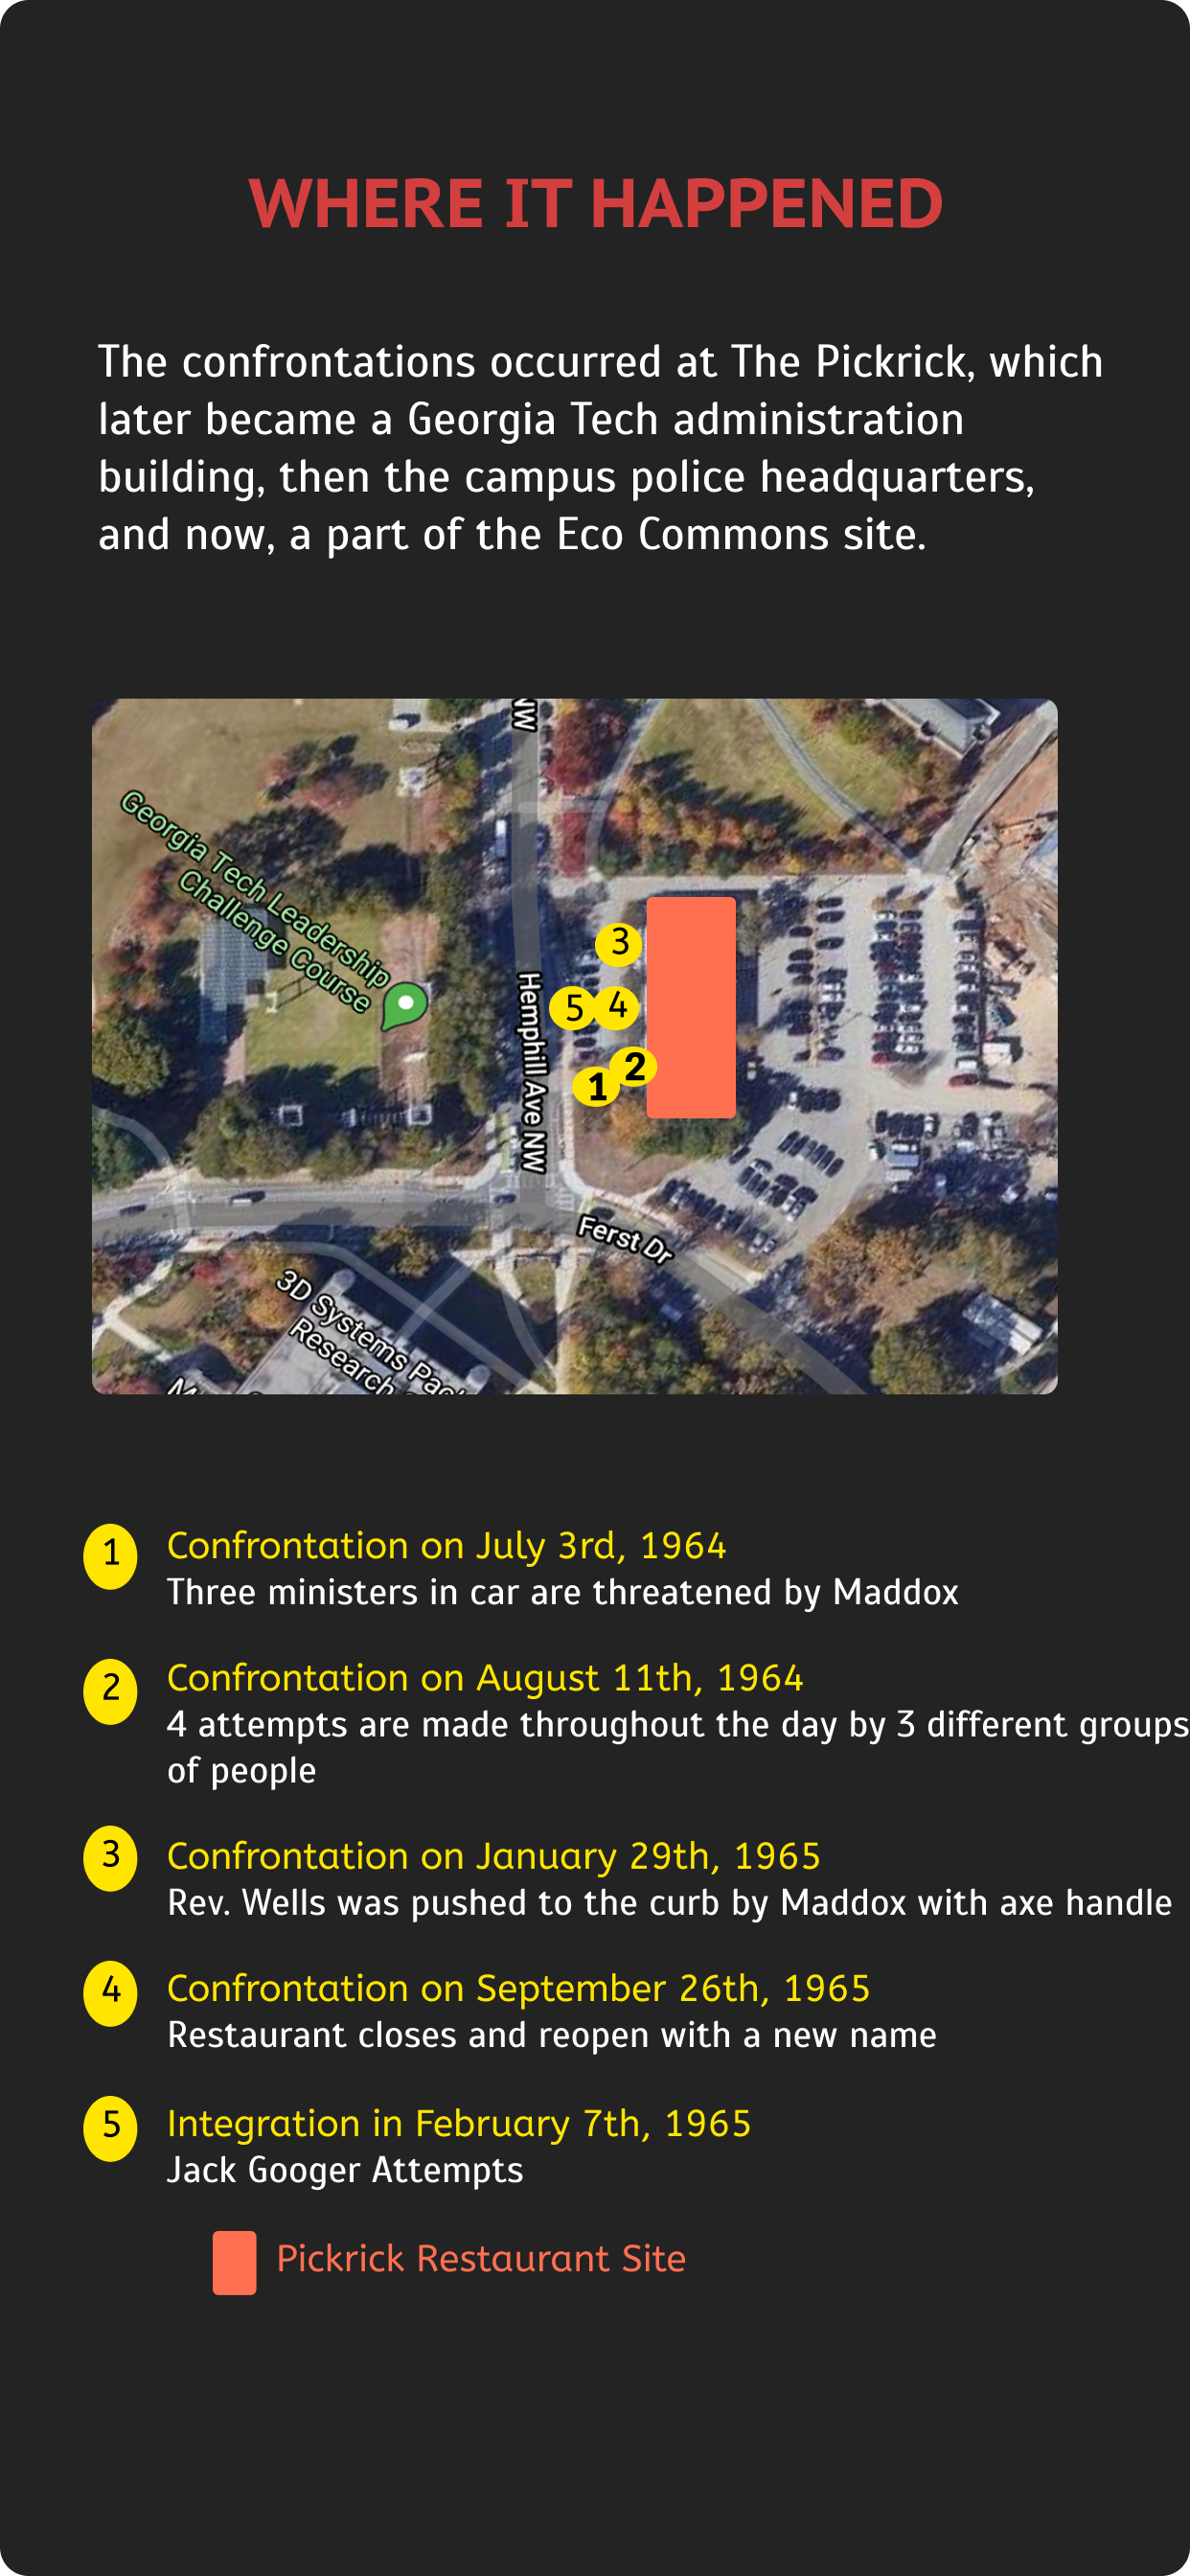 WHERE IT HAPPENED
The confrontations occurred at The Pickrick, which
later became a Georgia Tech administration
building, then the campus police headquarters,
and now, a part of the Eco Commons site.
NW
Georgia Tech Leadership
Challenge Course
3
5
4
2
1
Hemphill Ave NW
Ferst Dr
3D Systems
Research
1
Confrontation on July 3rd, 1964
Three ministers in car are threatened by Maddox
2
Confrontation on August 11th, 1964
4 attempts are made throughout the day by 3 different groups
of people
3
Confrontation on January 29th, 1965
Rev. Wells was pushed to the curb by Maddox with axe handle
4
Confrontation on September 26th, 1965
Restaurant closes and reopen with a new name
5
Integration in February 7th, 1965
Jack Googer Attempts
Pickrick Restaurant Site